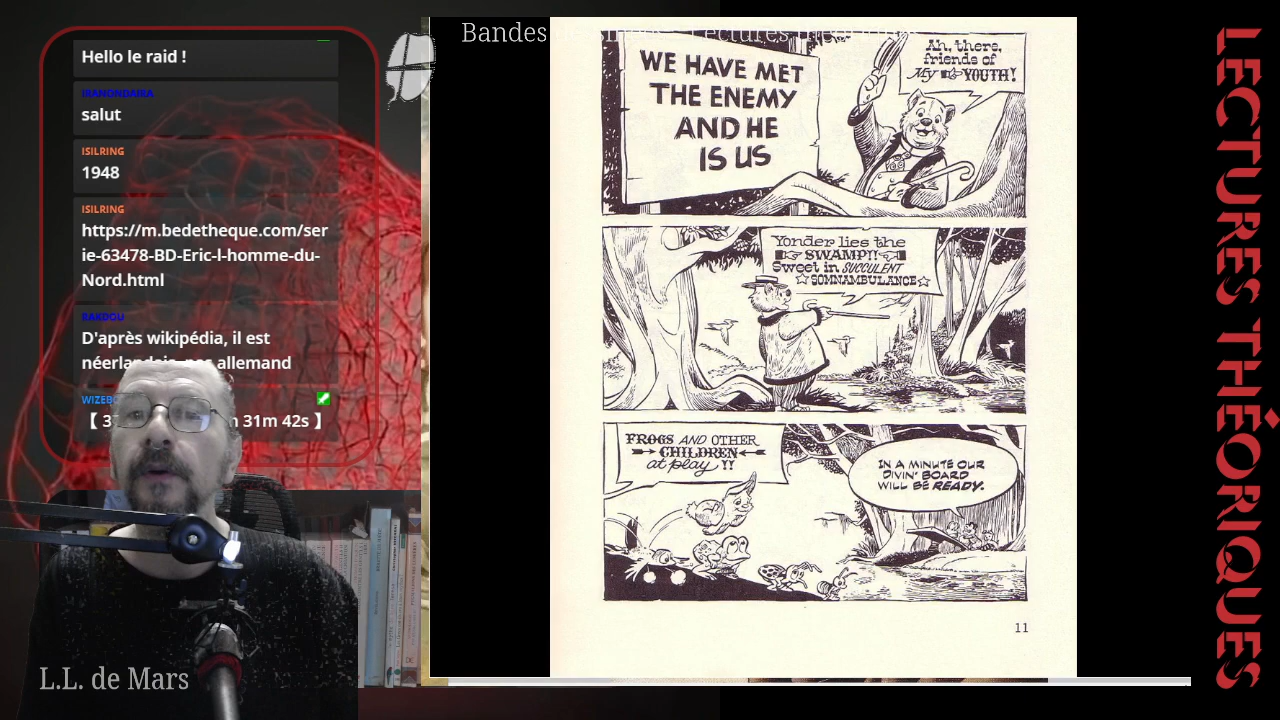 Hello le raid !
salut
ISILRING
1948
ISILRING
https://m.bedetheque.com/ser
ie-63478-BD-Eric-l-homme-du-
Nord.html
RAKDOU
D'après wikipédia, il est
allemand
31m 42s 】
L.L. de Mars
WE HAVE MET
THE ENEMY
AND HE
IS US
Ah, there,
friends of
My YOUTH!
Yonder lies the
SWAMP!!
Sweet in SUCCULENT
SOMNAMBULANCE
FROGS AND OTHER
CHILDREN
at play !!
IN A MINUTE OUR
DIVIN' BOARD
WILL BE READY.
11
LECTURES THÉORIQUES